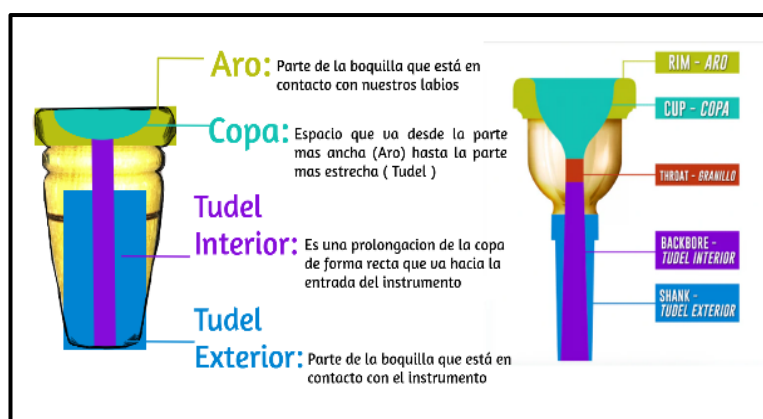 Aro: Parte de la boquilla que está en
contacto con nuestros labios
Copa: Espacio que va desde la parte
mas ancha (Aro) hasta la parte
mas estrecha ( Tudel )
Tudel
Interior: Es una prolongacion de la copa
de forma recta que va hacia la
entrada del instrumento
Tudel
Exterior: Parte de la boquilla que está en
contacto con el instrumento
RIM - ARO
CUP - COPA
THROAT - GRANILLO
BACKBORE -
TUDEL INTERIOR
SHANK -
TUDEL EXTERIOR